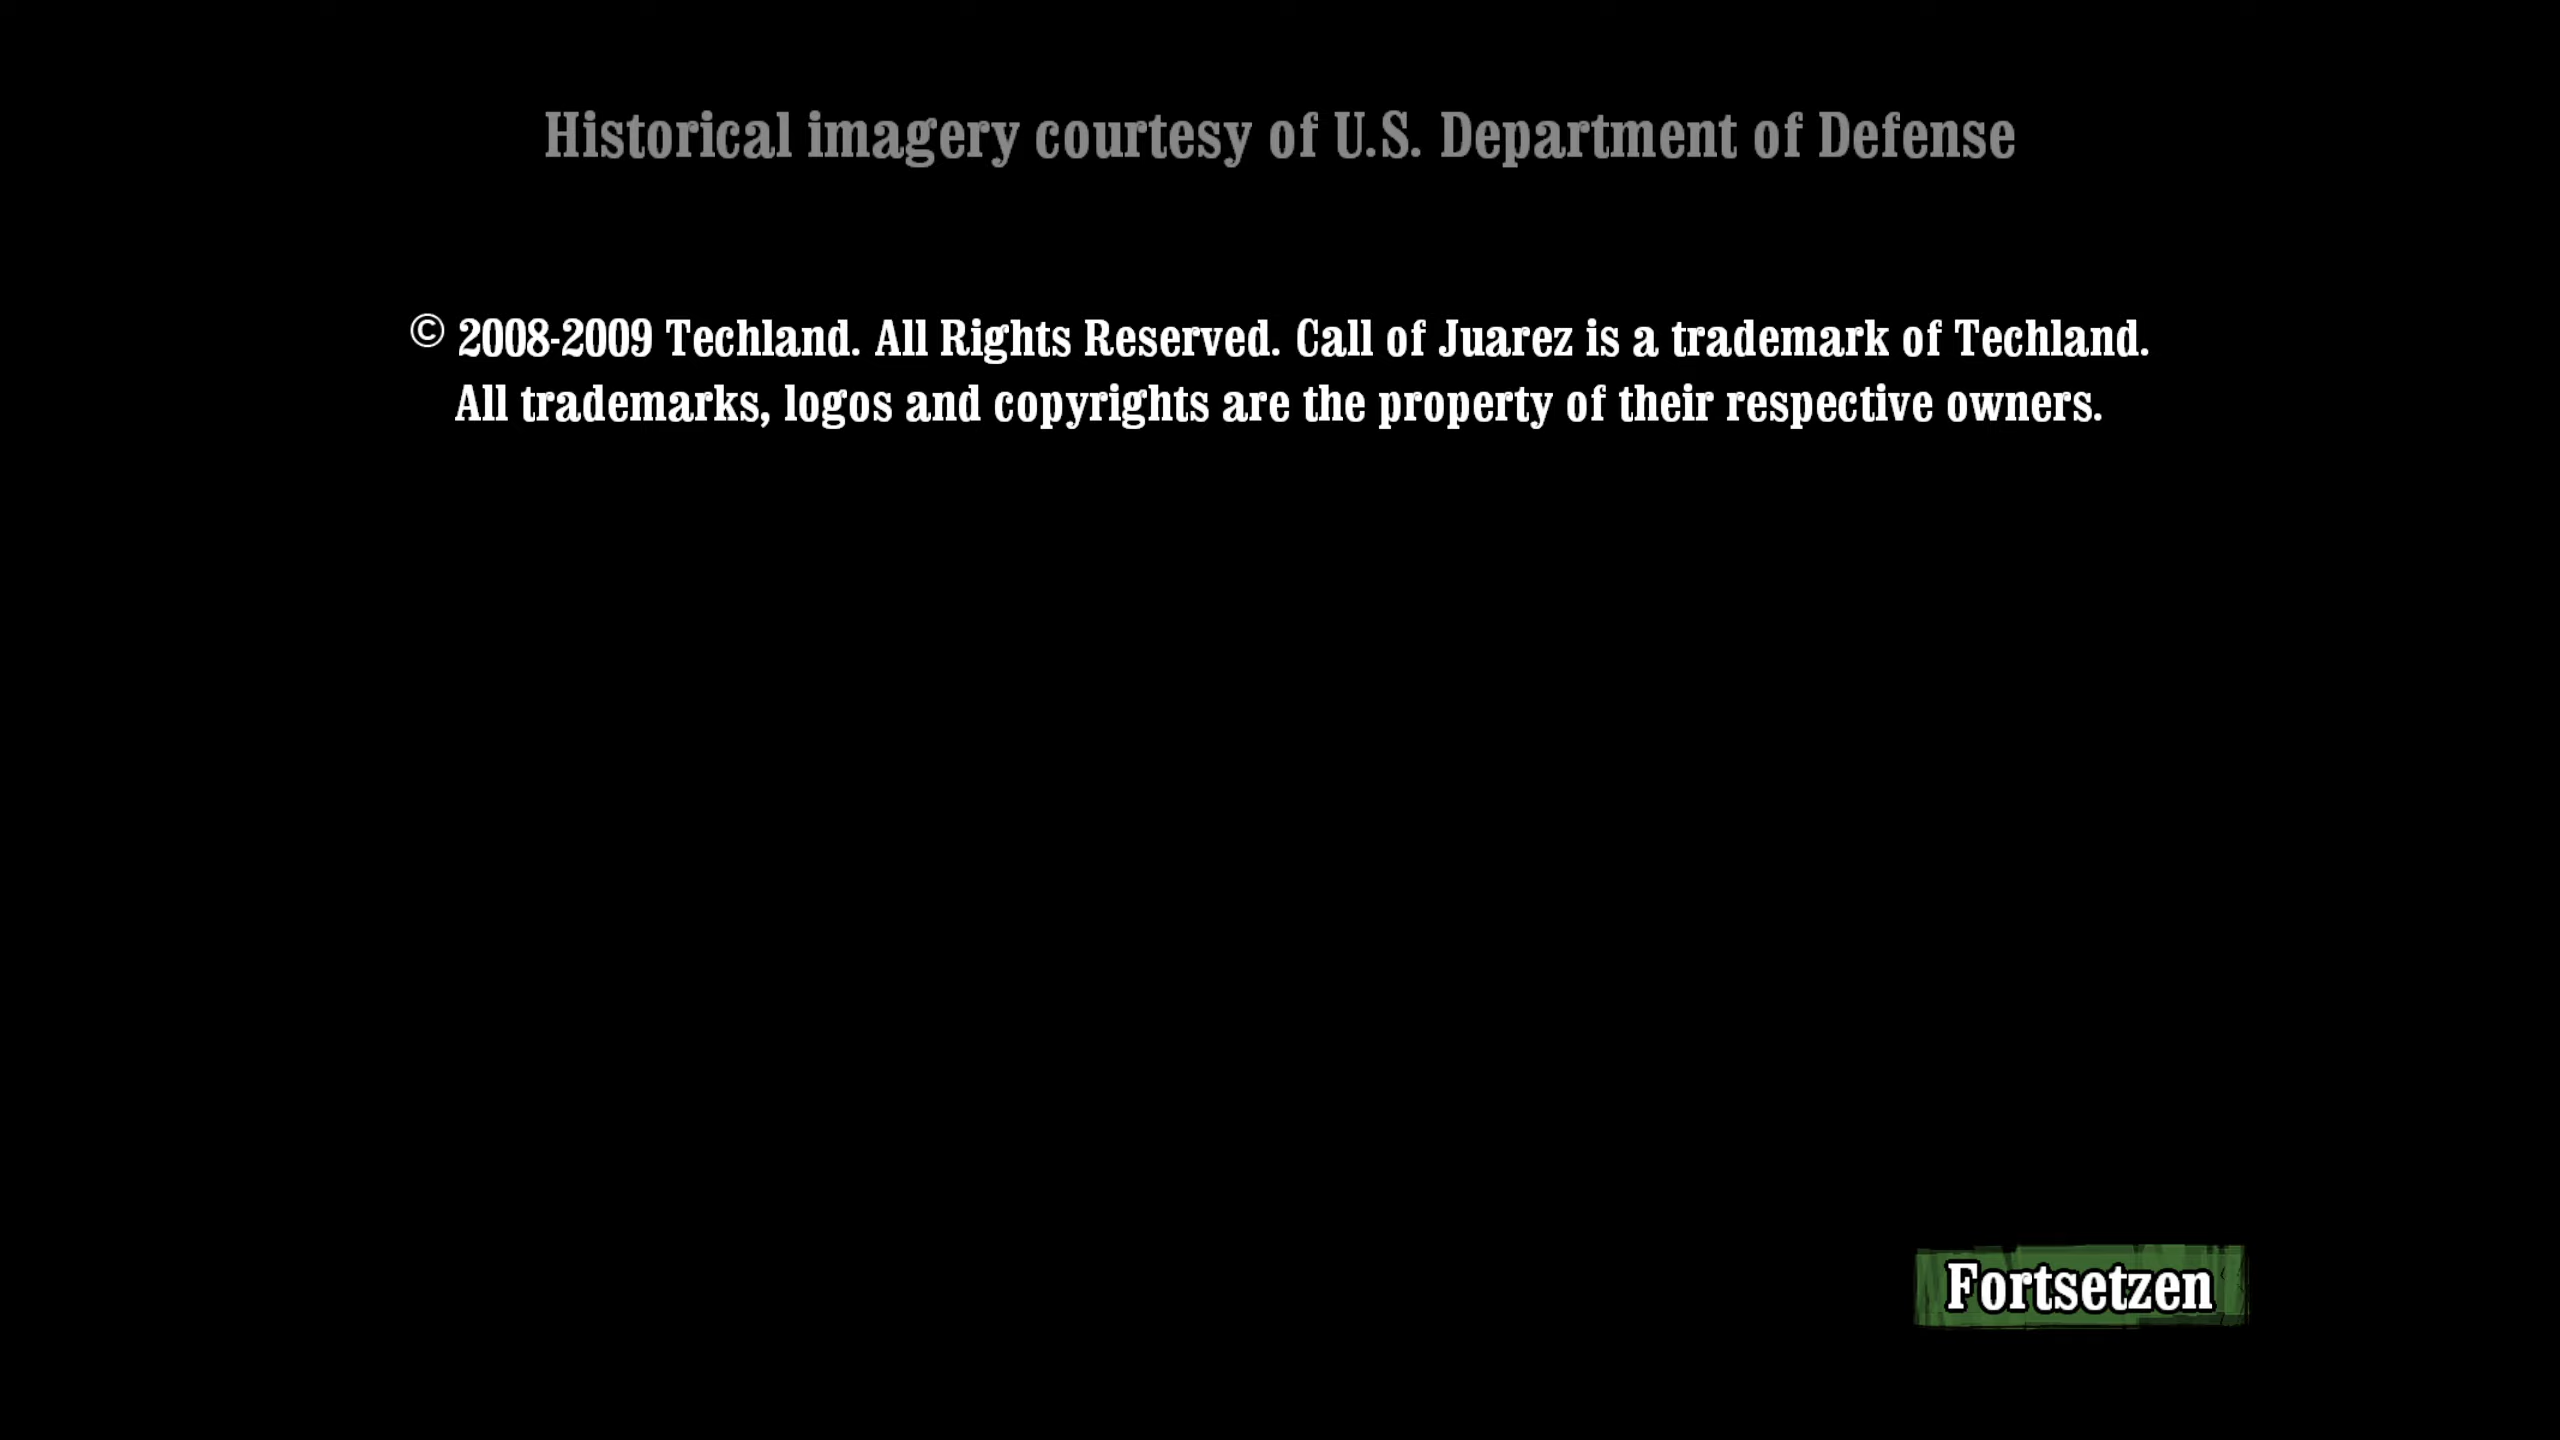 Historical imagery courtesy of U.S. Department of Defense
© 2008-2009 Techland. All Rights Reserved. Call of Juarez is a trademark of Techland.
All trademarks, logos and copyrights are the property of their respective owners.
Fortsetzen